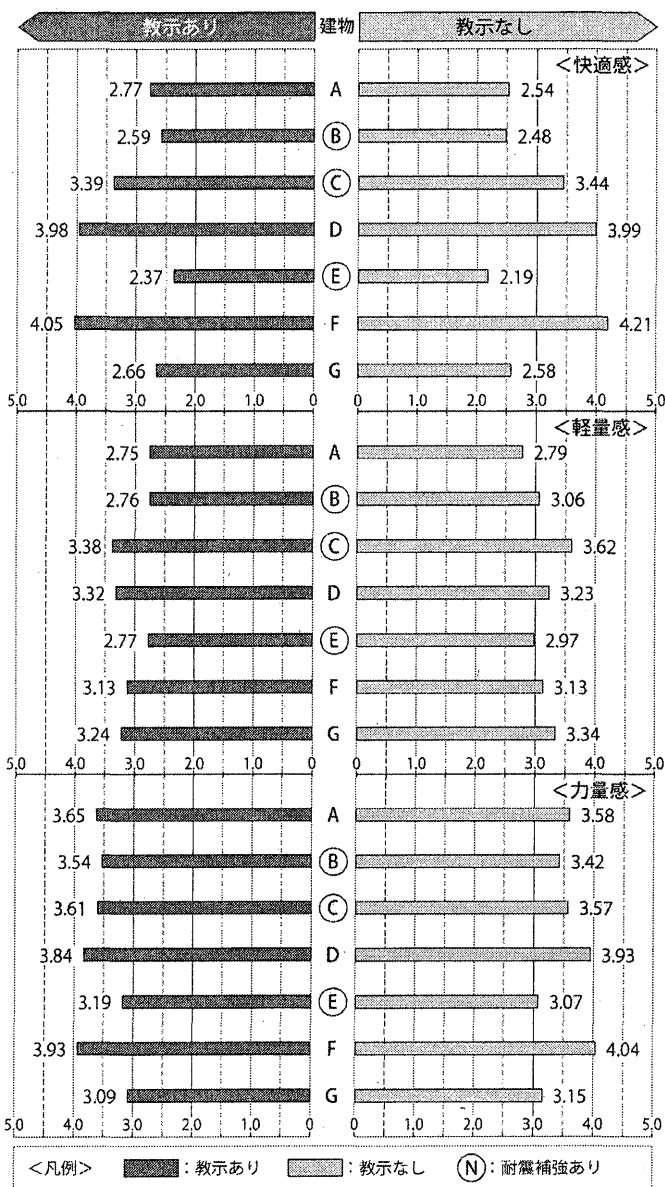 教示あり 建物 教示なし
<快適感>
2.77 A 2.54
2.59 B 2.48
3.39 C 3.44
3.98 D 3.99
2.37 E 2.19
4.05 F 4.21
2.66 G 2.58
5.0 4.0 3.0 2.0 1.0 0 0 1.0 2.0 3.0 4.0 5.0
<軽量感>
2.75 A 2.79
2.76 B 3.06
3.38 C 3.62
3.32 D 3.23
2.77 E 2.97
3.13 F 3.13
3.24 G 3.34
5.0 4.0 3.0 2.0 1.0 0 0 1.0 2.0 3.0 4.0 5.0
<力量感>
3.65 A 3.58
3.54 B 3.42
3.61 C 3.57
3.84 D 3.93
3.19 E 3.07
3.93 F 4.04
3.09 G 3.15
5.0 4.0 3.0 2.0 1.0 0 0 1.0 2.0 3.0 4.0 5.0
<凡例> :教示あり :教示なし N:耐震補強あり